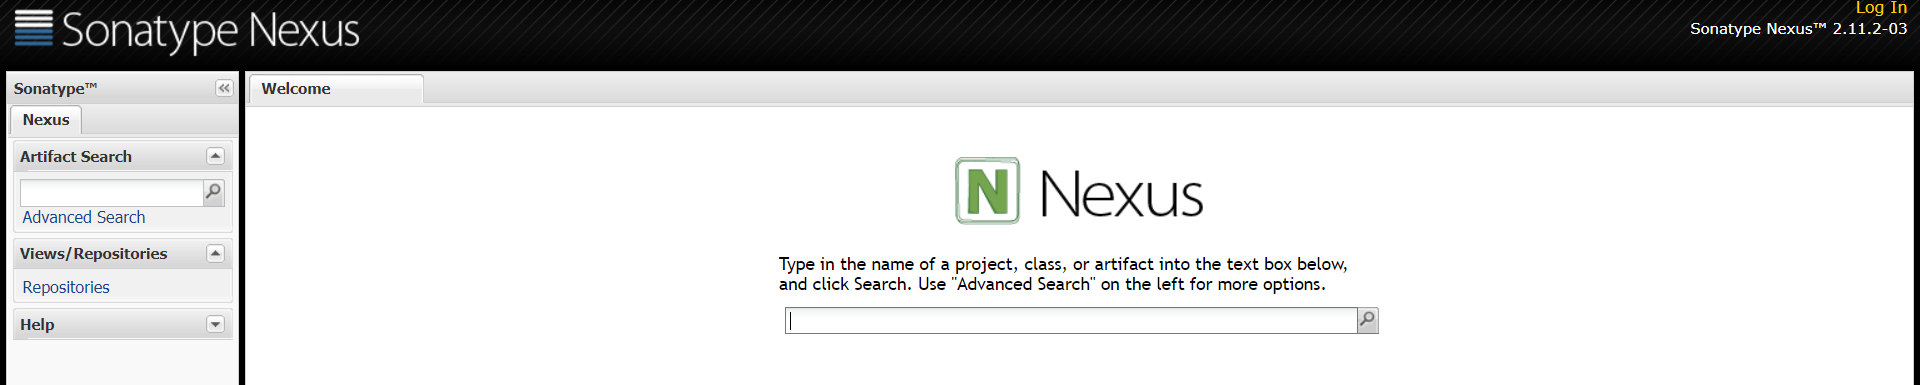 Sonatype Nexus
Log In
Sonatype Nexus™ 2.11.2-03
Sonatype™
Nexus
Artifact Search
Advanced Search
Views/Repositories
Repositories
Help
Welcome
N Nexus
Type in the name of a project, class, or artifact into the text box below,
and click Search. Use "Advanced Search" on the left for more options.